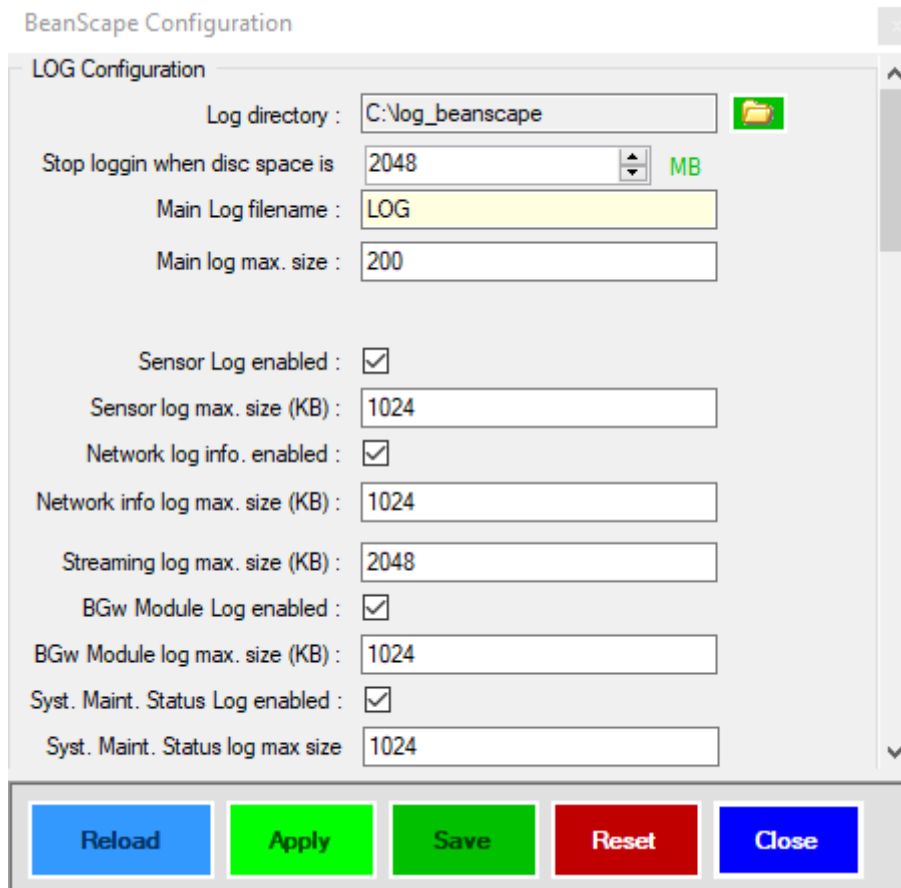 BeanScape Configuration
LOG Configuration
Log directory : C:\log_beanscape
Stop loggin when disc space is 2048 MB
Main Log filename : LOG
Main log max. size : 200
Sensor Log enabled :
Sensor log max. size (KB) : 1024
Network log info. enabled :
Network info log max. size (KB) : 1024
Streaming log max. size (KB) : 2048
BGw Module Log enabled :
BGw Module log max. size (KB) : 1024
Syst. Maint. Status Log enabled :
Syst. Maint. Status log max size 1024
Reload Apply Save Reset Close